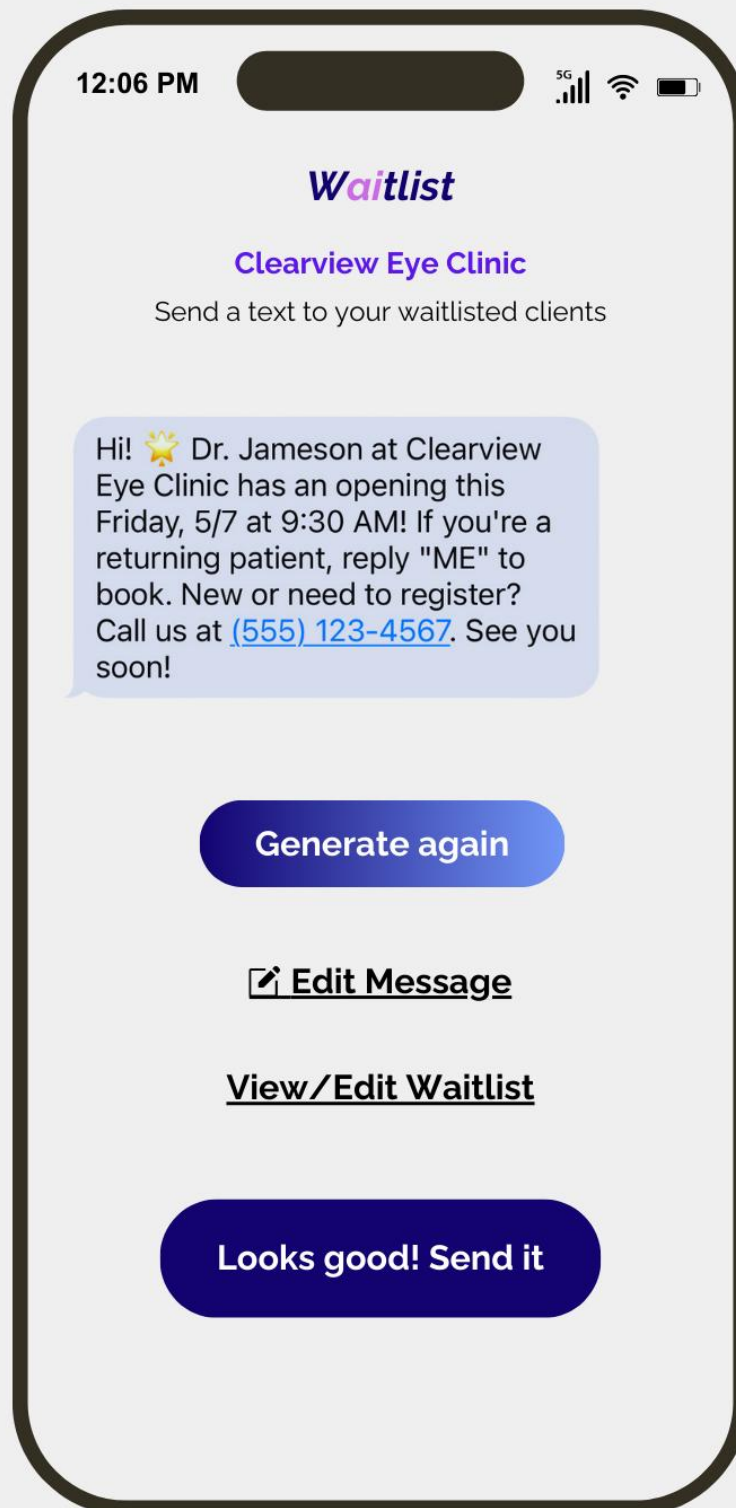 12:06 PM
5G
Waitlist
Clearview Eye Clinic
Send a text to your waitlisted clients
Hi! 🌟 Dr. Jameson at Clearview
Eye Clinic has an opening this
Friday, 5/7 at 9:30 AM! If you're a
returning patient, reply "ME" to
book. New or need to register?
Call us at (555) 123-4567. See you
soon!
Generate again
Edit Message
View/Edit Waitlist
Looks good! Send it